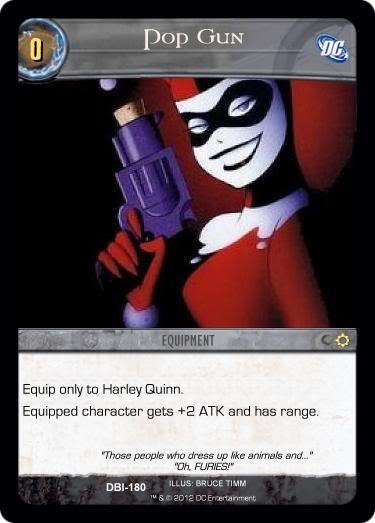 0
Pop Gun
DC
EQUIPMENT
Equip only to Harley Quinn.
Equipped character gets +2 ATK and has range.
"Those people who dress up like animals and..."
"Oh, FURIES!"
DBI-180
ILLUS: BRUCE TIMM
™ & © 2012 DC Entertainment